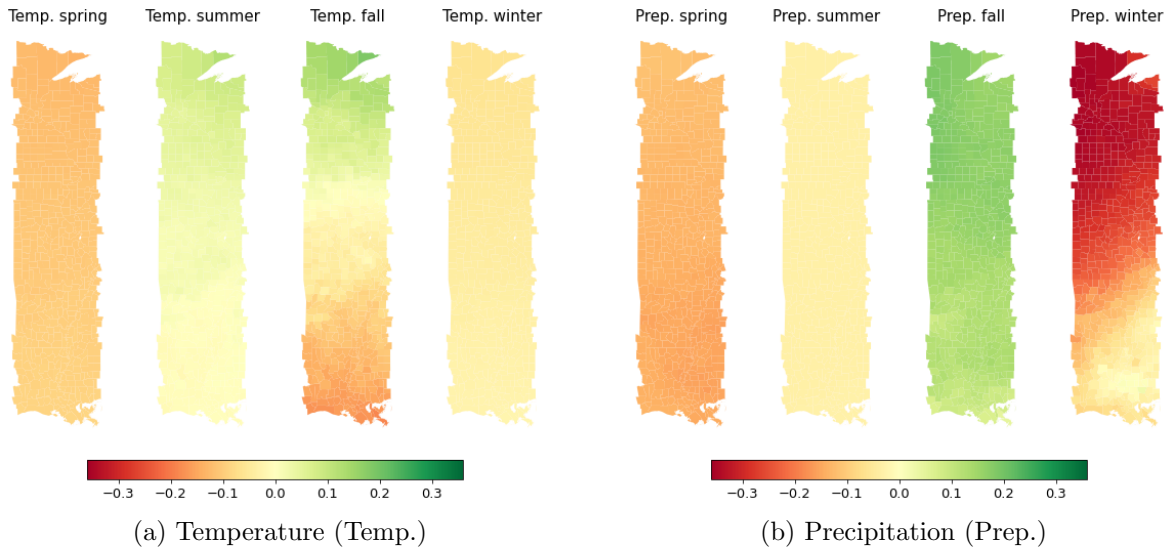 Temp. spring Temp. summer Temp. fall Temp. winter Prep. spring Prep. summer Prep. fall Prep. winter
−0.3 −0.2 −0.1 0.0 0.1 0.2 0.3 −0.3 −0.2 −0.1 0.0 0.1 0.2 0.3
(a) Temperature (Temp.) (b) Precipitation (Prep.)